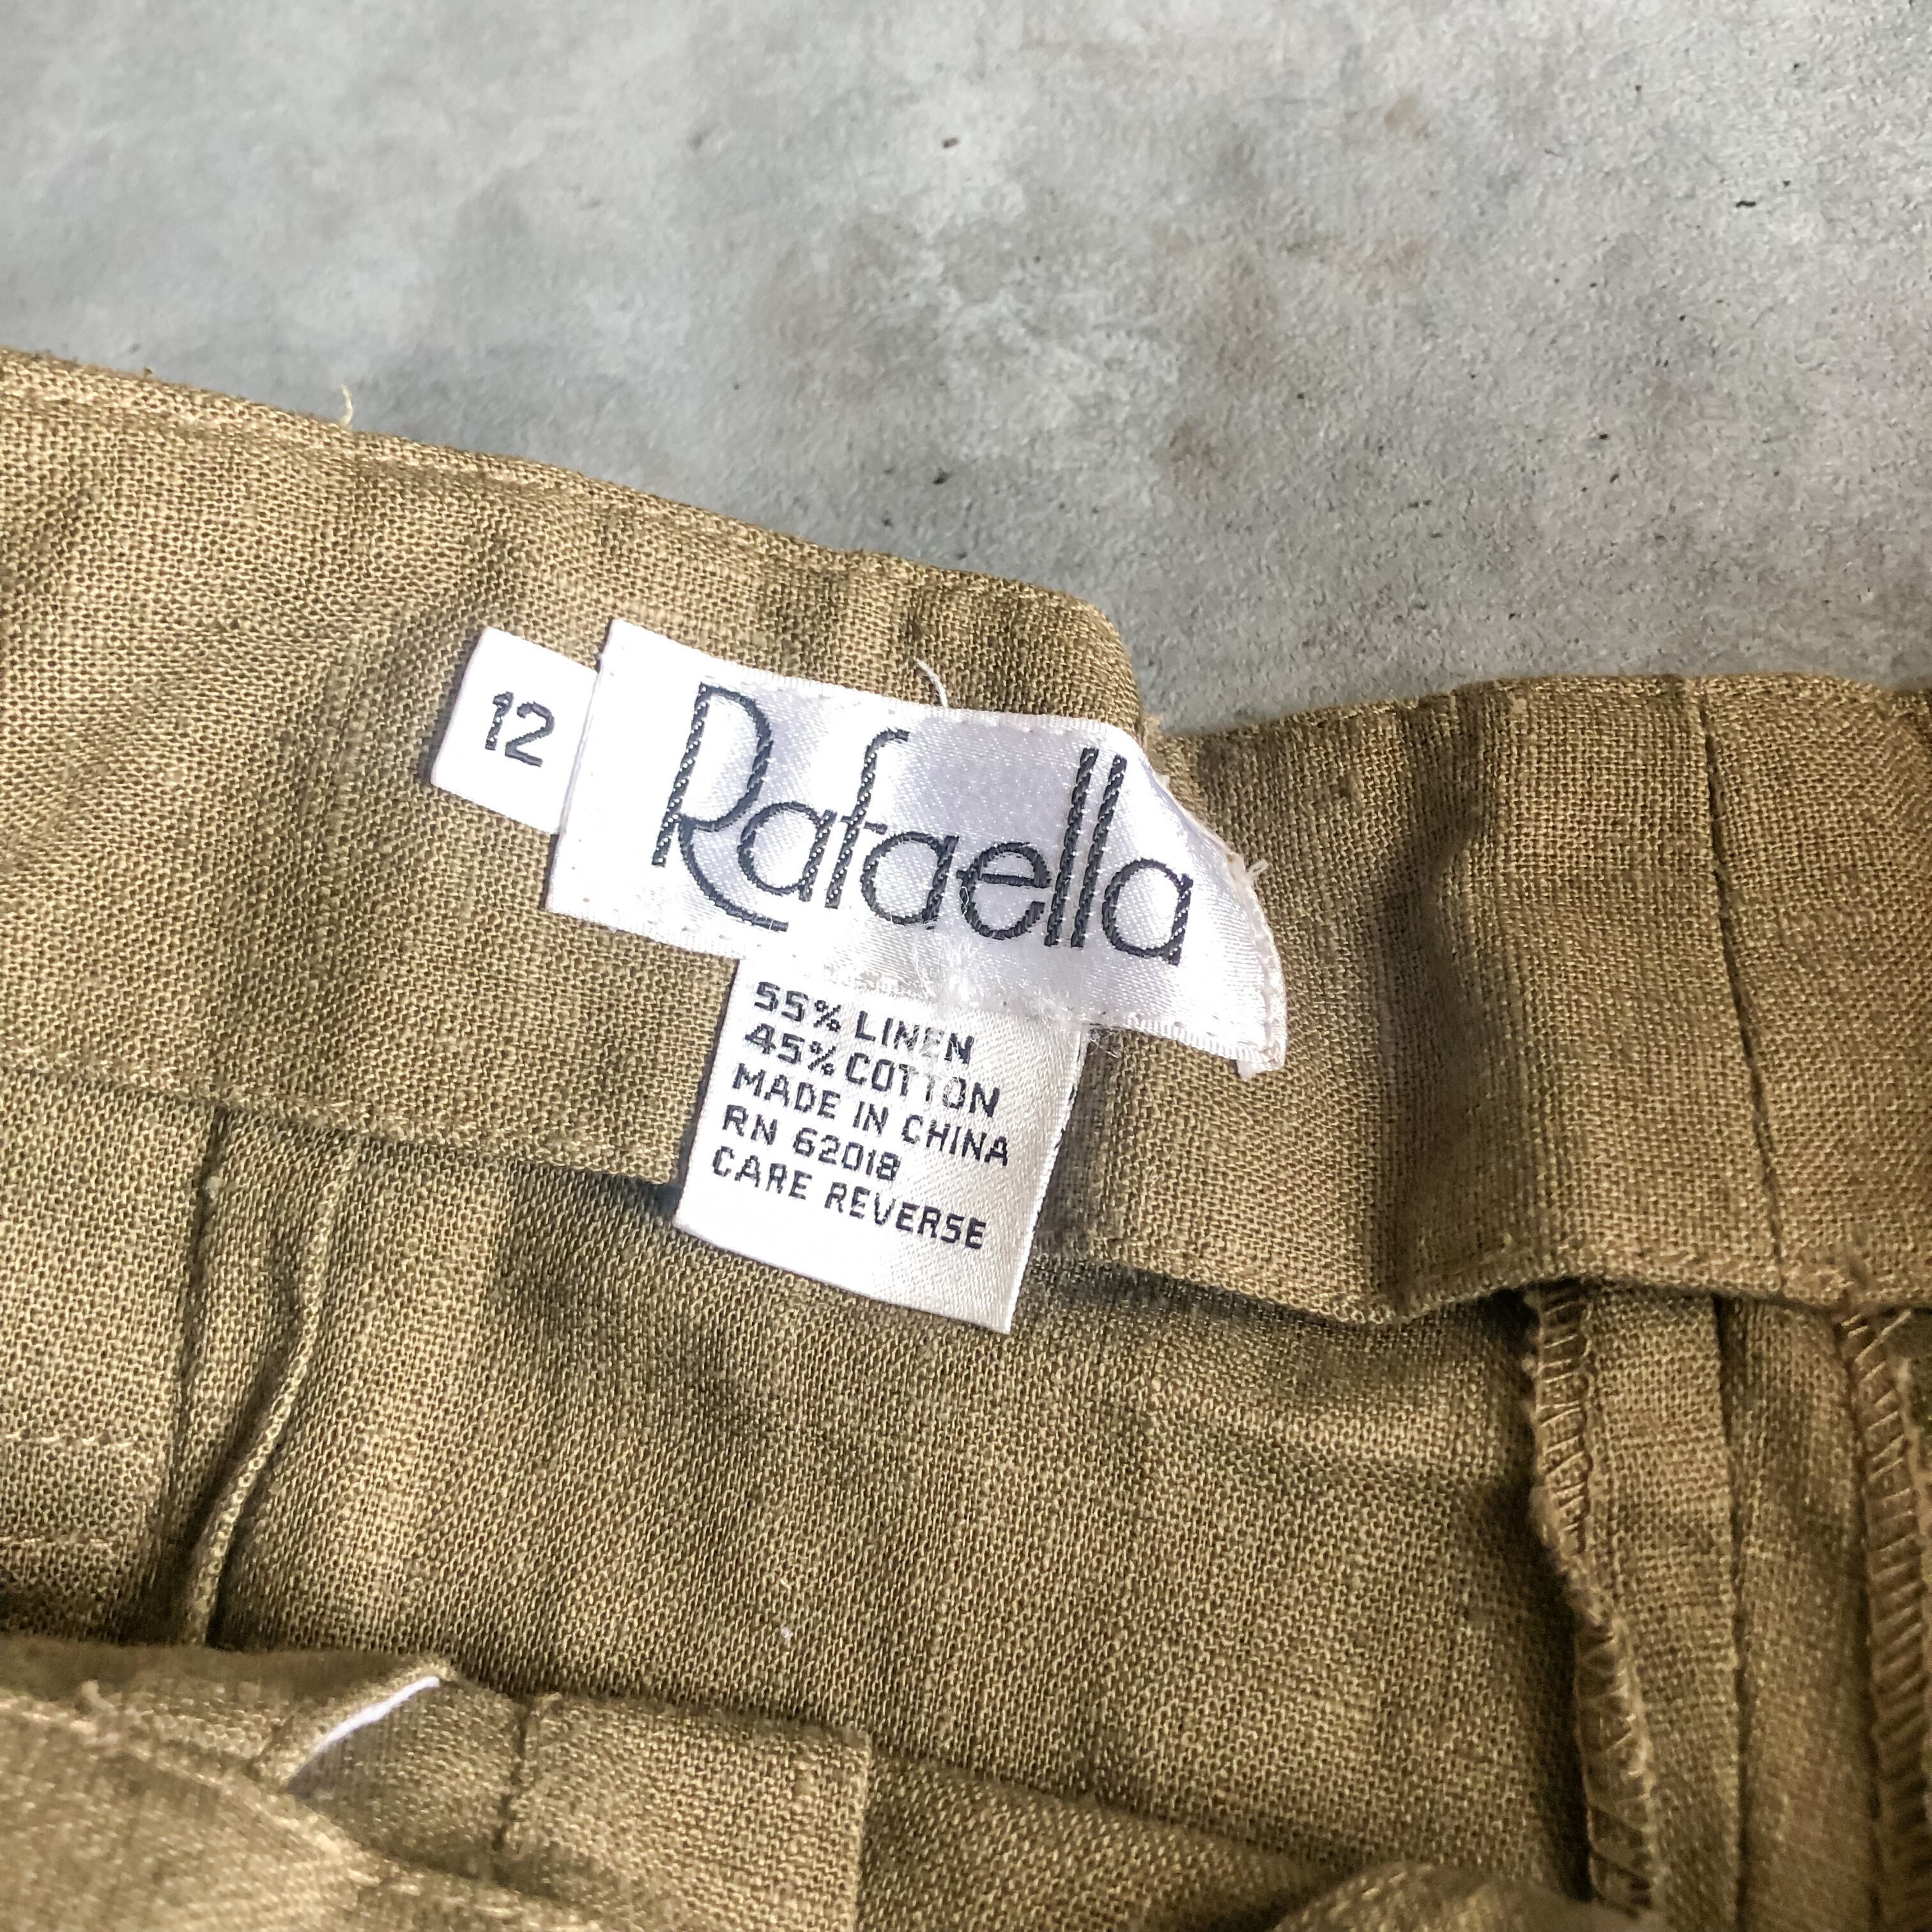 12
Rafaella
55% LINEN
45% COTTON
MADE IN CHINA
RN 62018
CARE REVERSE